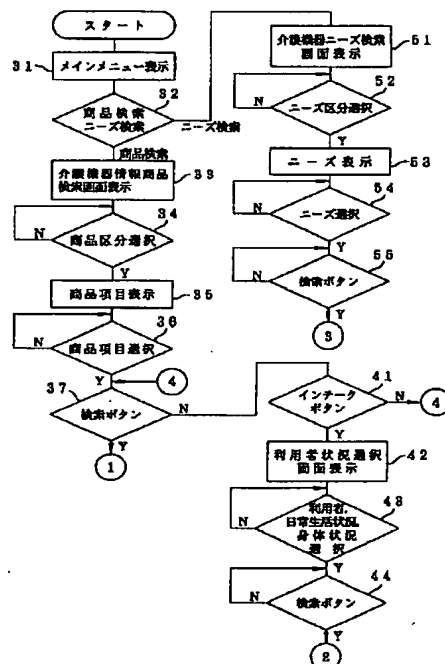 スタート
31
メインメニュー表示
32
商品検索
ニーズ検索
ニーズ検索
商品検索
33
介護機器情報商品
検索画面表示
34
N
商品区分選択
Y
商品項目表示
35
36
N
商品項目選択
Y
4
37
検索ボタン
N
Y
1
51
介護機器ニーズ検索
画面表示
52
N
ニーズ区分選択
Y
ニーズ表示
53
54
N
ニーズ選択
Y
55
N
検索ボタン
Y
3
41
インテーク
ボタン
N
4
Y
利用者状況選択
画面表示
42
43
利用者,
日常生活状況,
身体状況
選択
N
Y
44
N
検索ボタン
Y
2